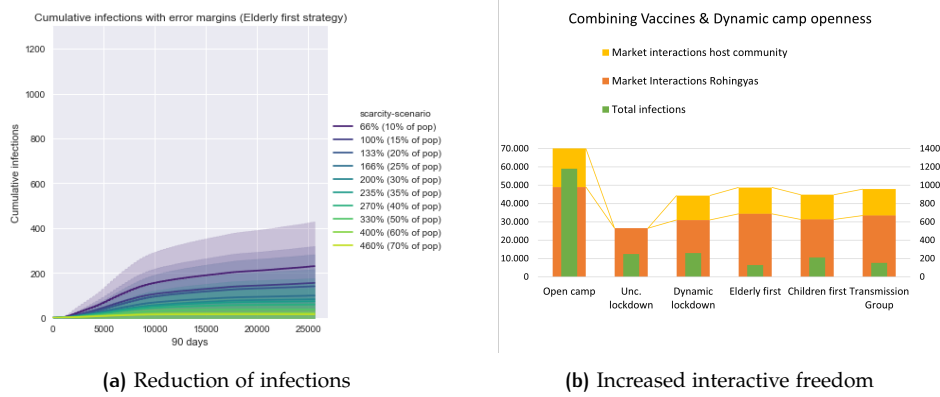 Cumulative infections with error margins (Elderly first strategy)
1200
1000
800
600
400
200
0
Cumulative infections
0 5000 10000 15000 20000 25000
90 days
scarcity-scenario
66% (10% of pop)
100% (15% of pop)
133% (20% of pop)
166% (25% of pop)
200% (30% of pop)
235% (35% of pop)
270% (40% of pop)
330% (50% of pop)
400% (60% of pop)
460% (70% of pop)
(a) Reduction of infections
Combining Vaccines & Dynamic camp openness
Market interactions host community
Market Interactions Rohingyas
Total infections
70.000
60.000
50.000
40.000
30.000
20.000
10.000
0
1400
1200
1000
800
600
400
200
0
Open camp
Unc.
lockdown
Dynamic
lockdown
Elderly first
Children first
Transmission
Group
(b) Increased interactive freedom